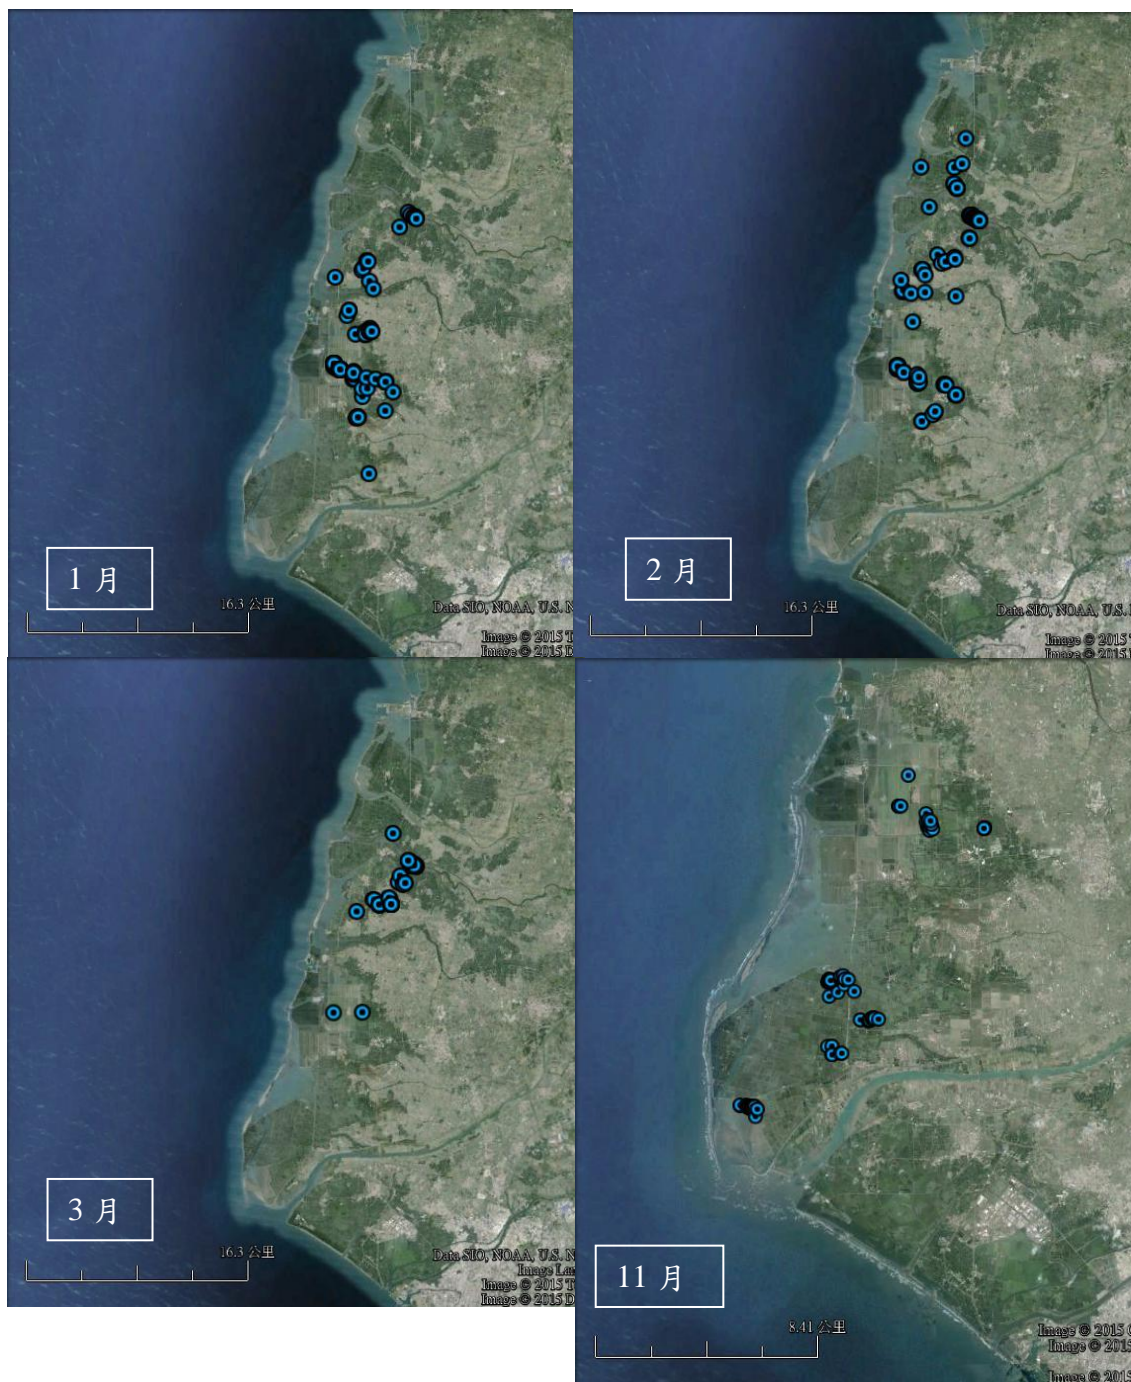 1 月
16.3 公里
Data SIO, NOAA, U.S. N
Image © 2015 T
Image © 2015 D
2 月
16.3 公里
Data SIO, NOAA, U.S.
Image © 2015
Image © 2015
3 月
16.3 公里
Data SIO, NOAA, U.S. N
Image Lan
Image © 2015 T
Image © 2015 D
11 月
8.41 公里
Image © 2015
Image © 2015
Image © 2015